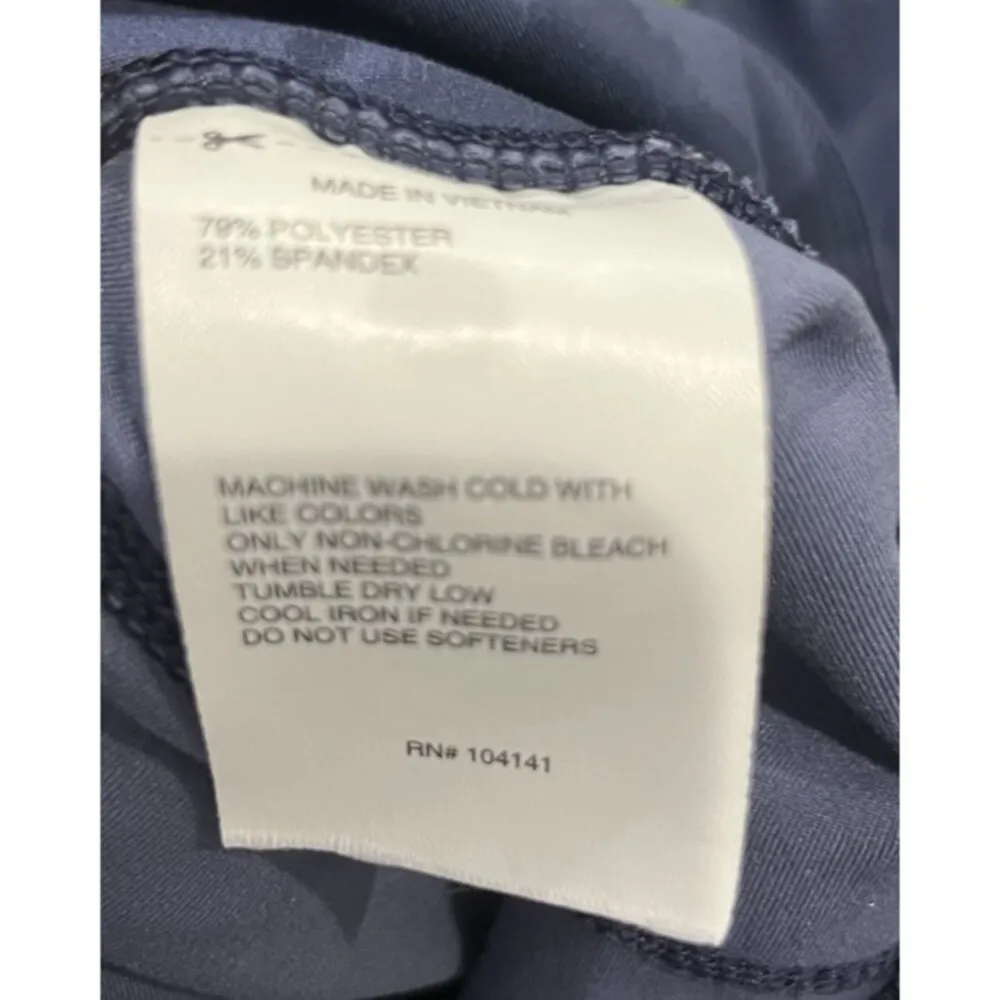 MADE IN VIETNAM
79% POLYESTER
21% SPANDEX
MACHINE WASH COLD WITH
LIKE COLORS
ONLY NON-CHLORINE BLEACH
WHEN NEEDED
TUMBLE DRY LOW
COOL IRON IF NEEDED
DO NOT USE SOFTENERS
RN# 104141